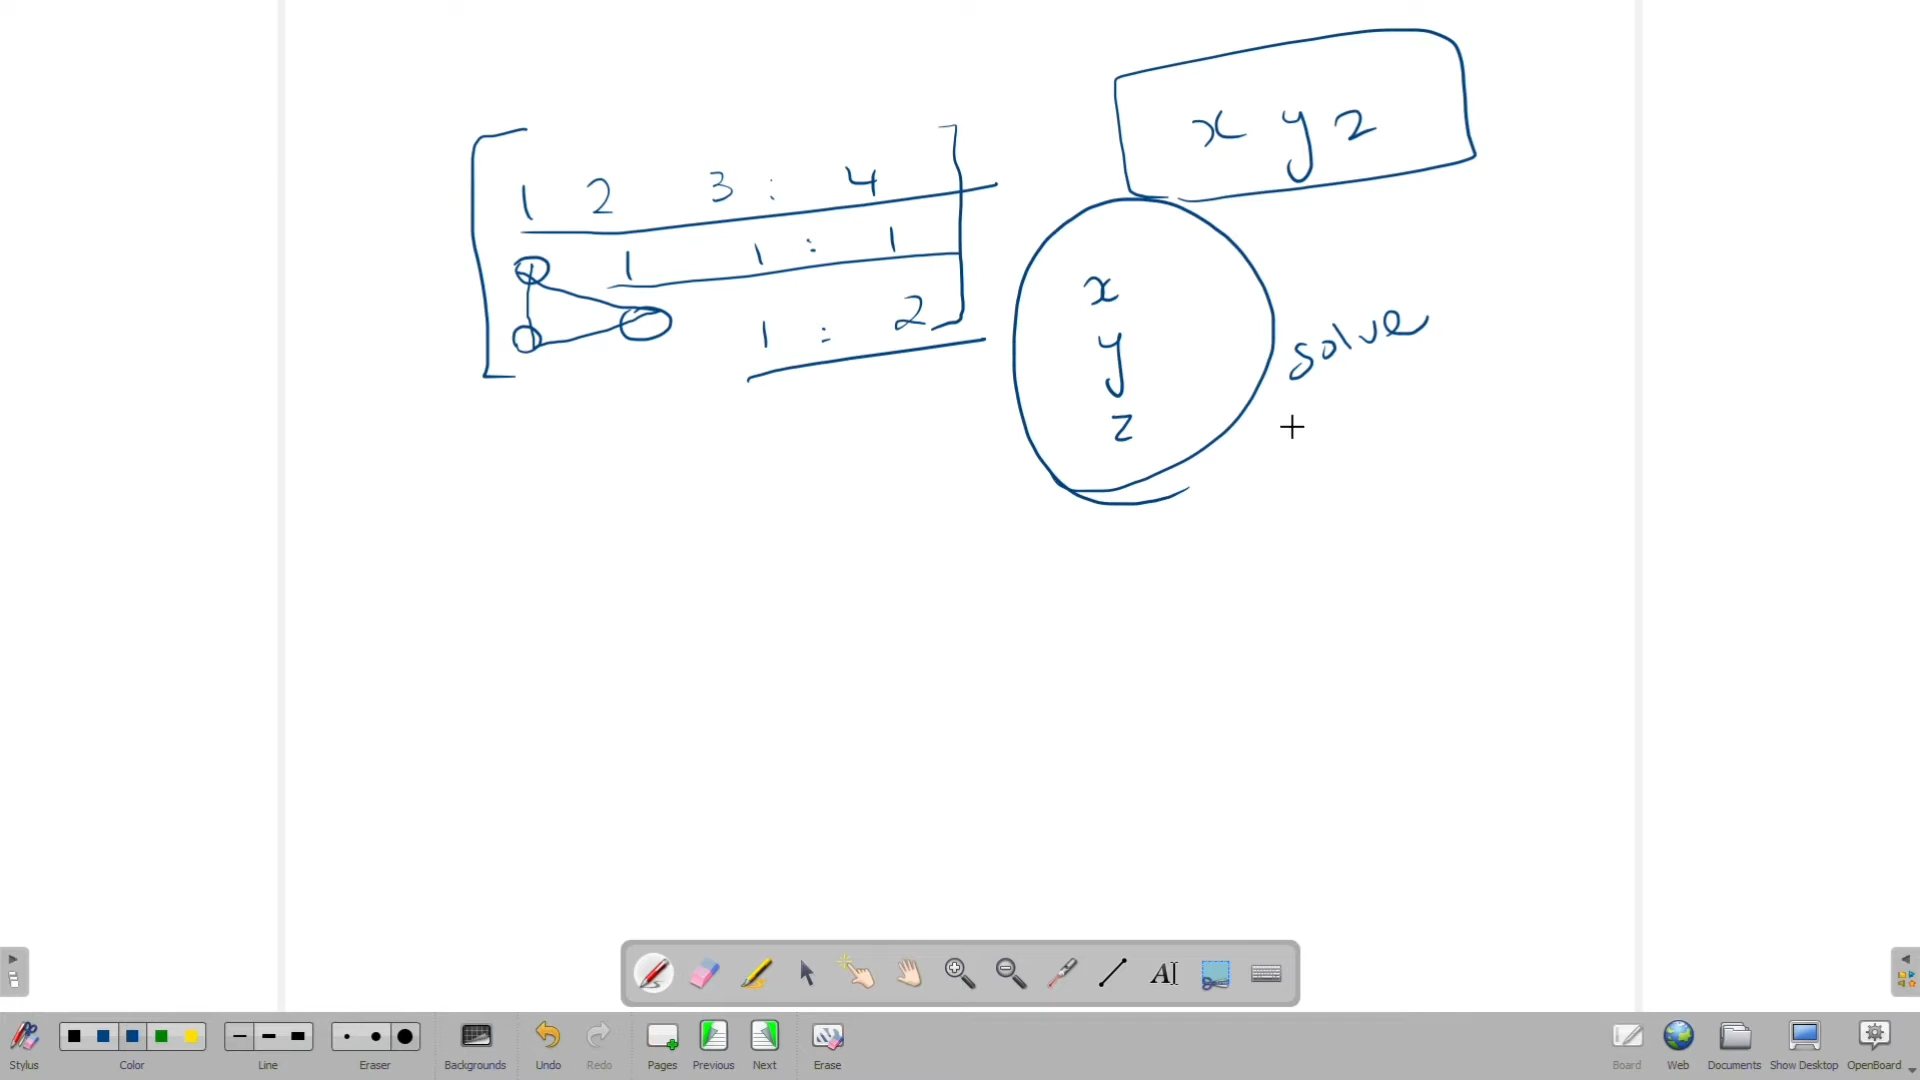 x y z
1 2 3 : 4
1 1 : 1
1 : 2
x
y
z
solve
Stylus
Color
Line
Eraser
Backgrounds
Undo
Redo
Pages
Previous
Next
Erase
Board
Web
Documents
Show Desktop
OpenBoard